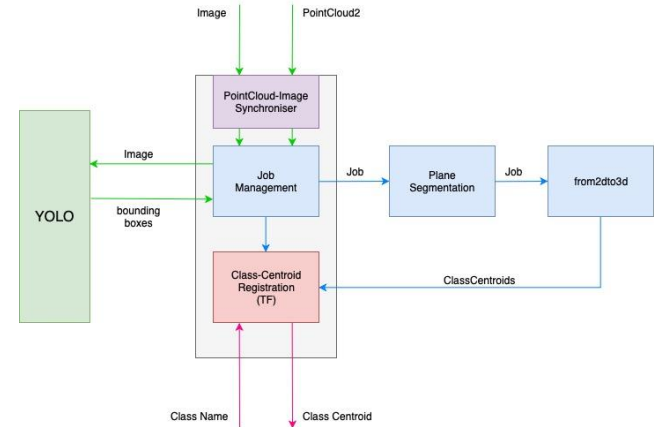 Image
PointCloud2
PointCloud-Image
Synchroniser
Image
Job
Management
Job
Plane
Segmentation
Job
from2dto3d
YOLO
bounding
boxes
Class-Centroid
Registration
(TF)
ClassCentroids
Class Name
Class Centroid